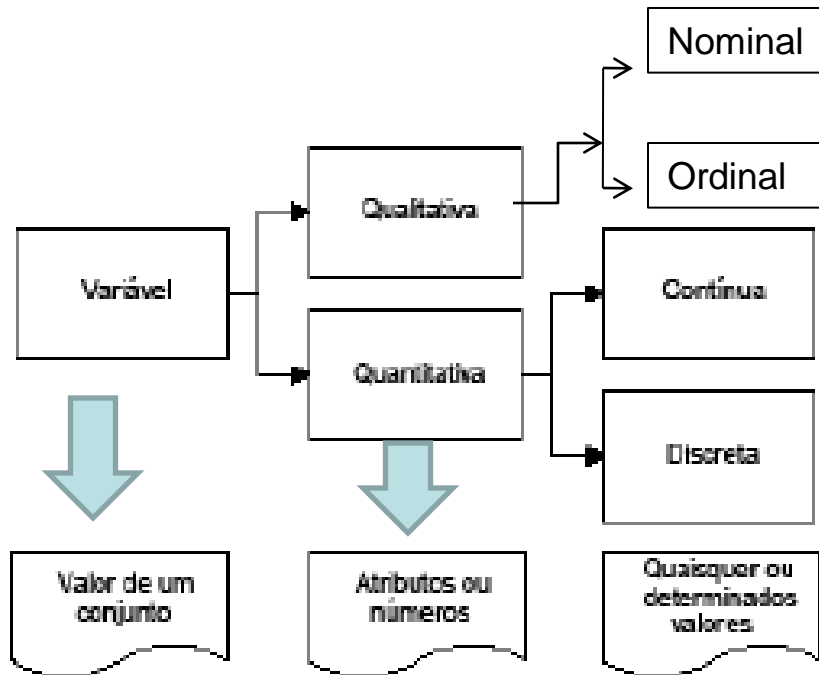 Nominal
Ordinal
Qualitativa
Variável
Contínua
Quantitativa
Discreta
Valor de um
conjunto
Atributos ou
números
Quaisquer ou
determinados
valores